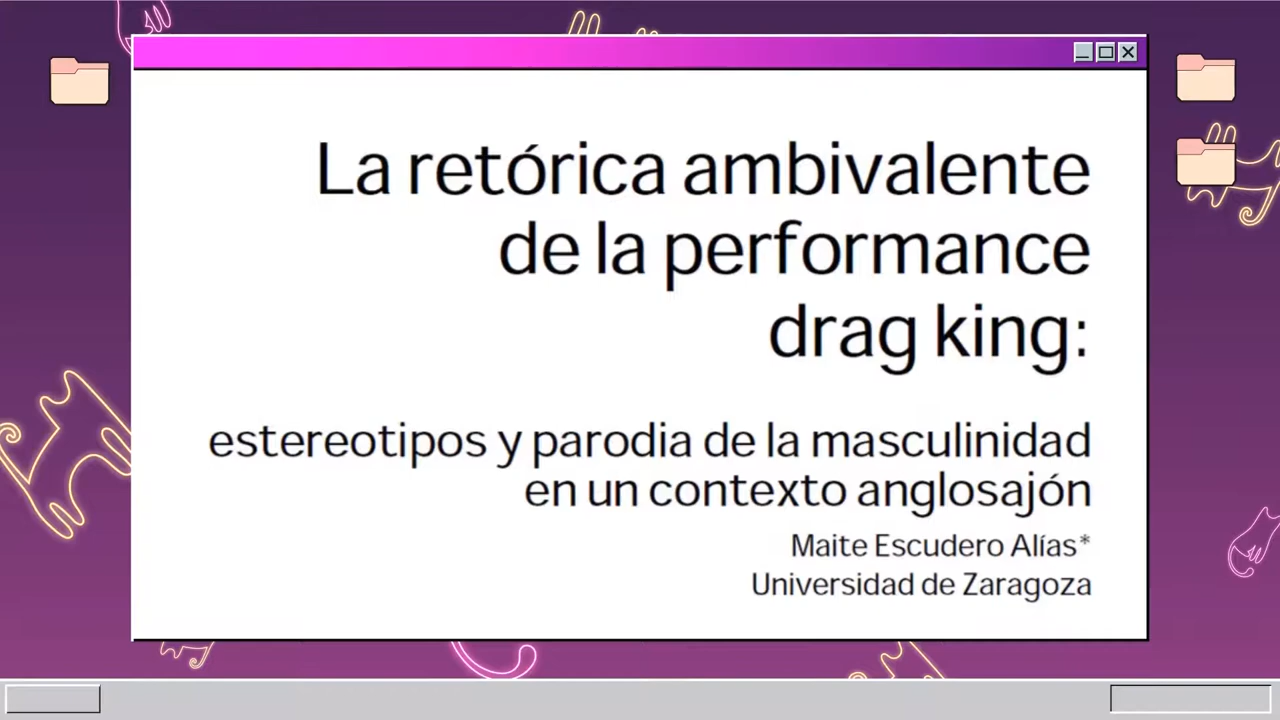 La retórica ambivalente
de la performance
drag king:
estereotipos y parodia de la masculinidad
en un contexto anglosajón
Maite Escudero Alías*
Universidad de Zaragoza